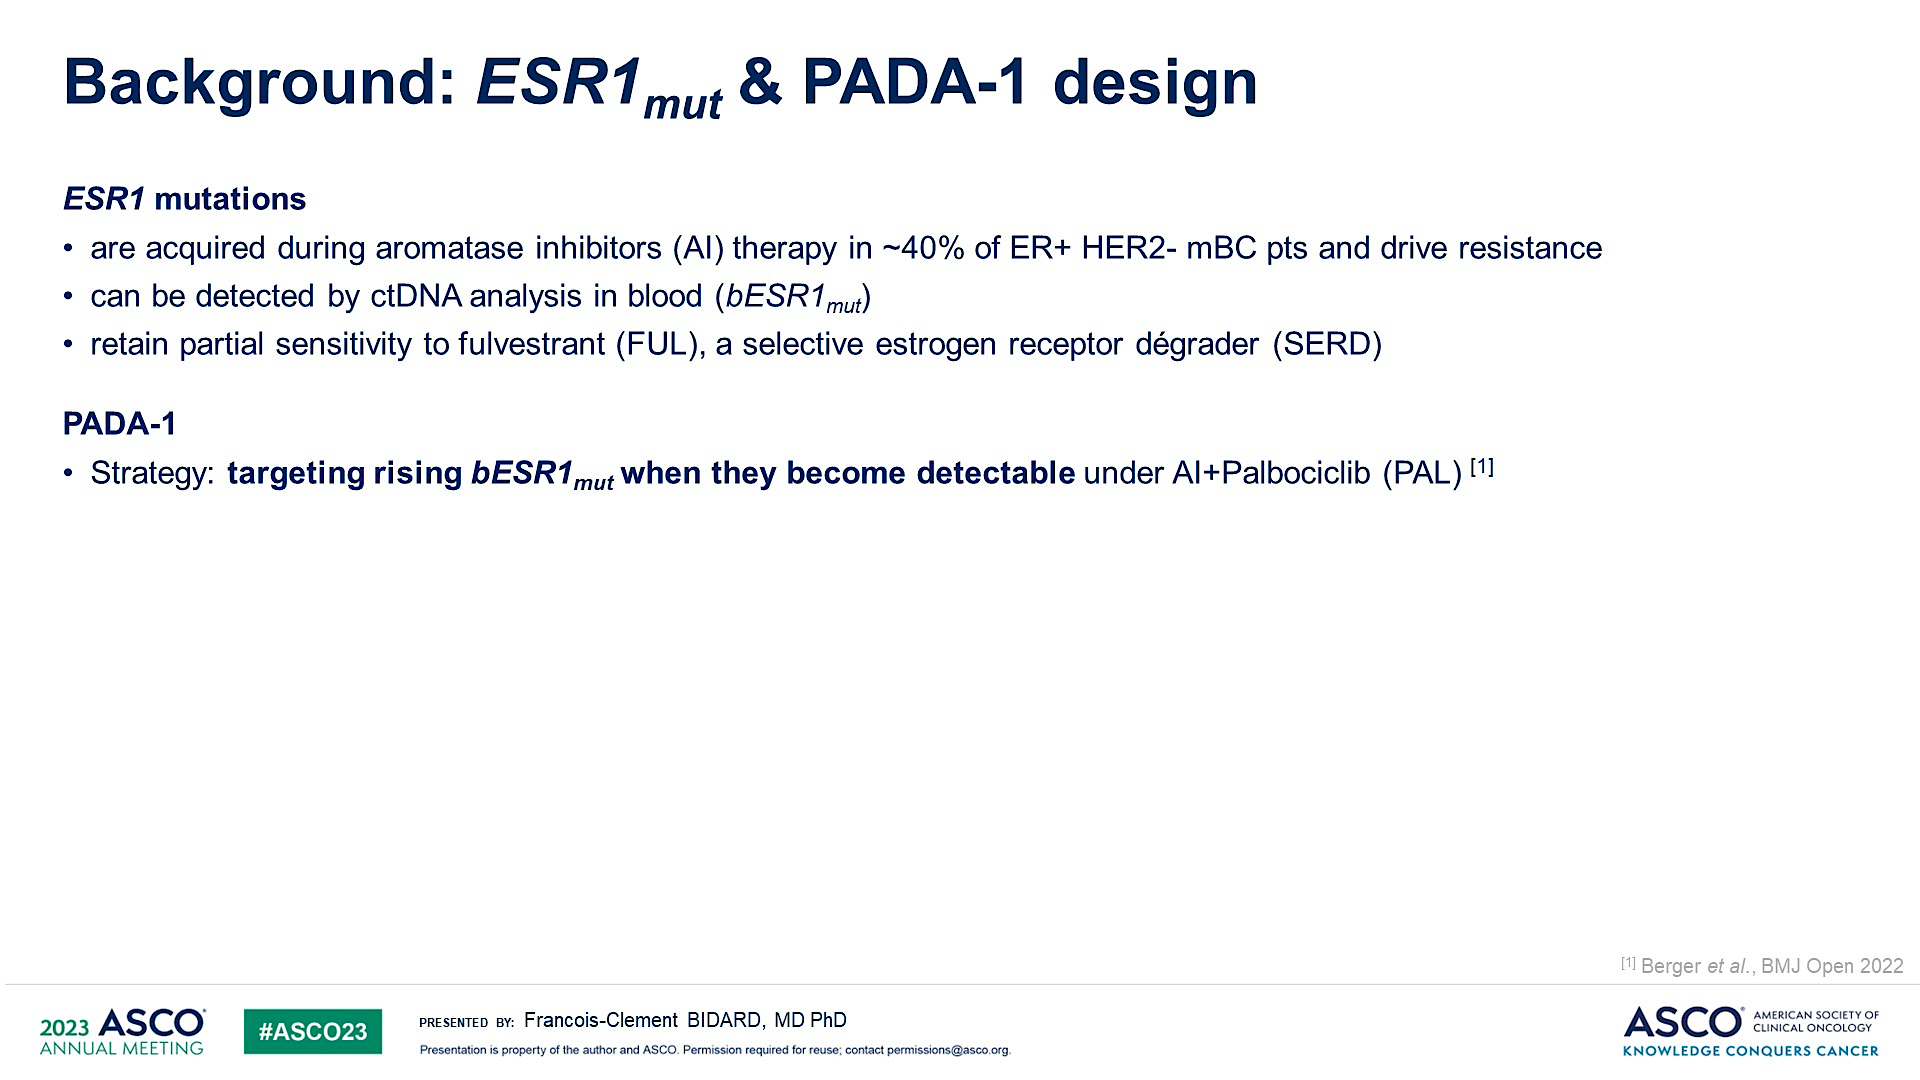 Background: ESR1mut & PADA-1 design
ESR1 mutations
• are acquired during aromatase inhibitors (AI) therapy in ~40% of ER+ HER2- mBC pts and drive resistance
• can be detected by ctDNA analysis in blood (bESR1mut)
• retain partial sensitivity to fulvestrant (FUL), a selective estrogen receptor dégrader (SERD)
PADA-1
• Strategy: targeting rising bESR1mut when they become detectable under AI+Palbociclib (PAL) [1]
[1] Berger et al., BMJ Open 2022
2023 ASCO
ANNUAL MEETING
#ASCO23
PRESENTED BY: Francois-Clement BIDARD, MD PhD
Presentation is property of the author and ASCO. Permission required for reuse; contact permissions@asco.org.
ASCO AMERICAN SOCIETY OF
CLINICAL ONCOLOGY
KNOWLEDGE CONQUERS CANCER